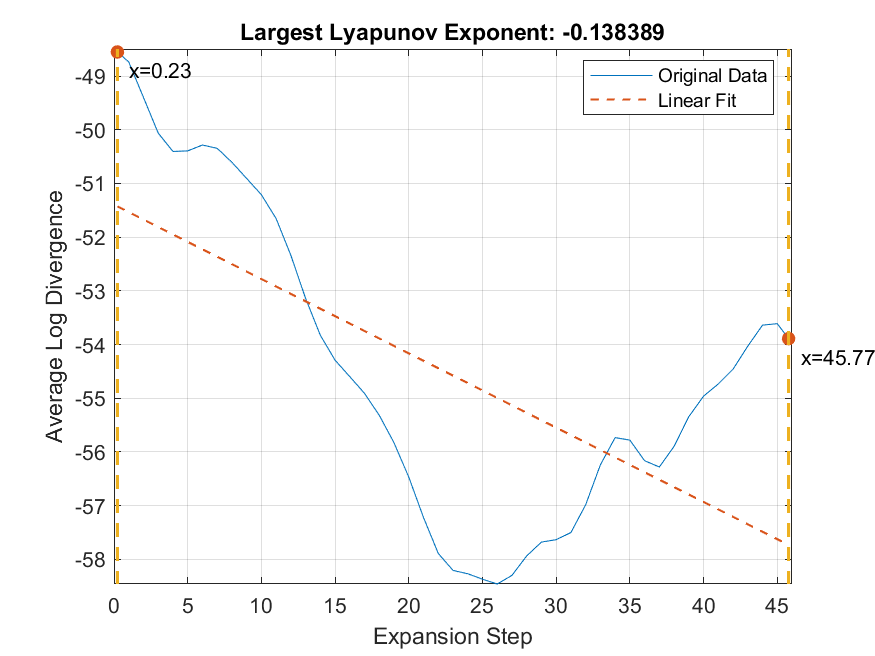 Largest Lyapunov Exponent: -0.138389
x=0.23
Original Data
Linear Fit
-49
-50
-51
-52
-53
-54
-55
-56
-57
-58
Average Log Divergence
x=45.77
0 5 10 15 20 25 30 35 40 45
Expansion Step